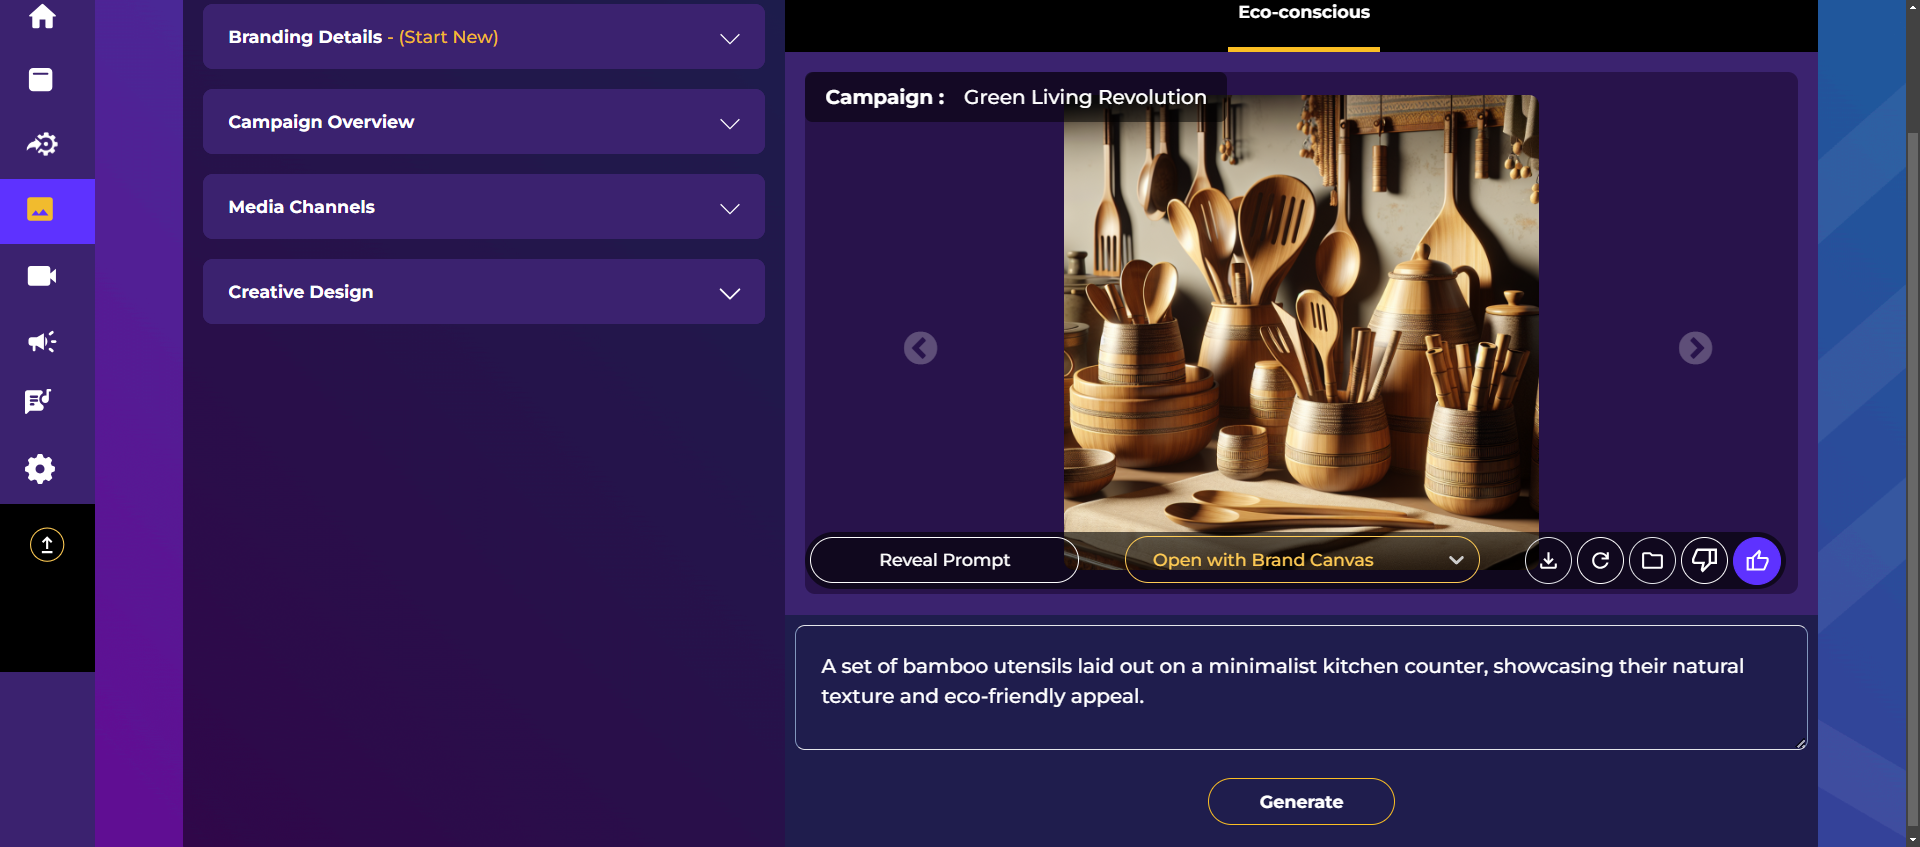 Branding Details - (Start New)
Campaign Overview
Media Channels
Creative Design
Eco-conscious
Campaign : Green Living Revolution
Reveal Prompt
Open with Brand Canvas
A set of bamboo utensils laid out on a minimalist kitchen counter, showcasing their natural
texture and eco-friendly appeal.
Generate